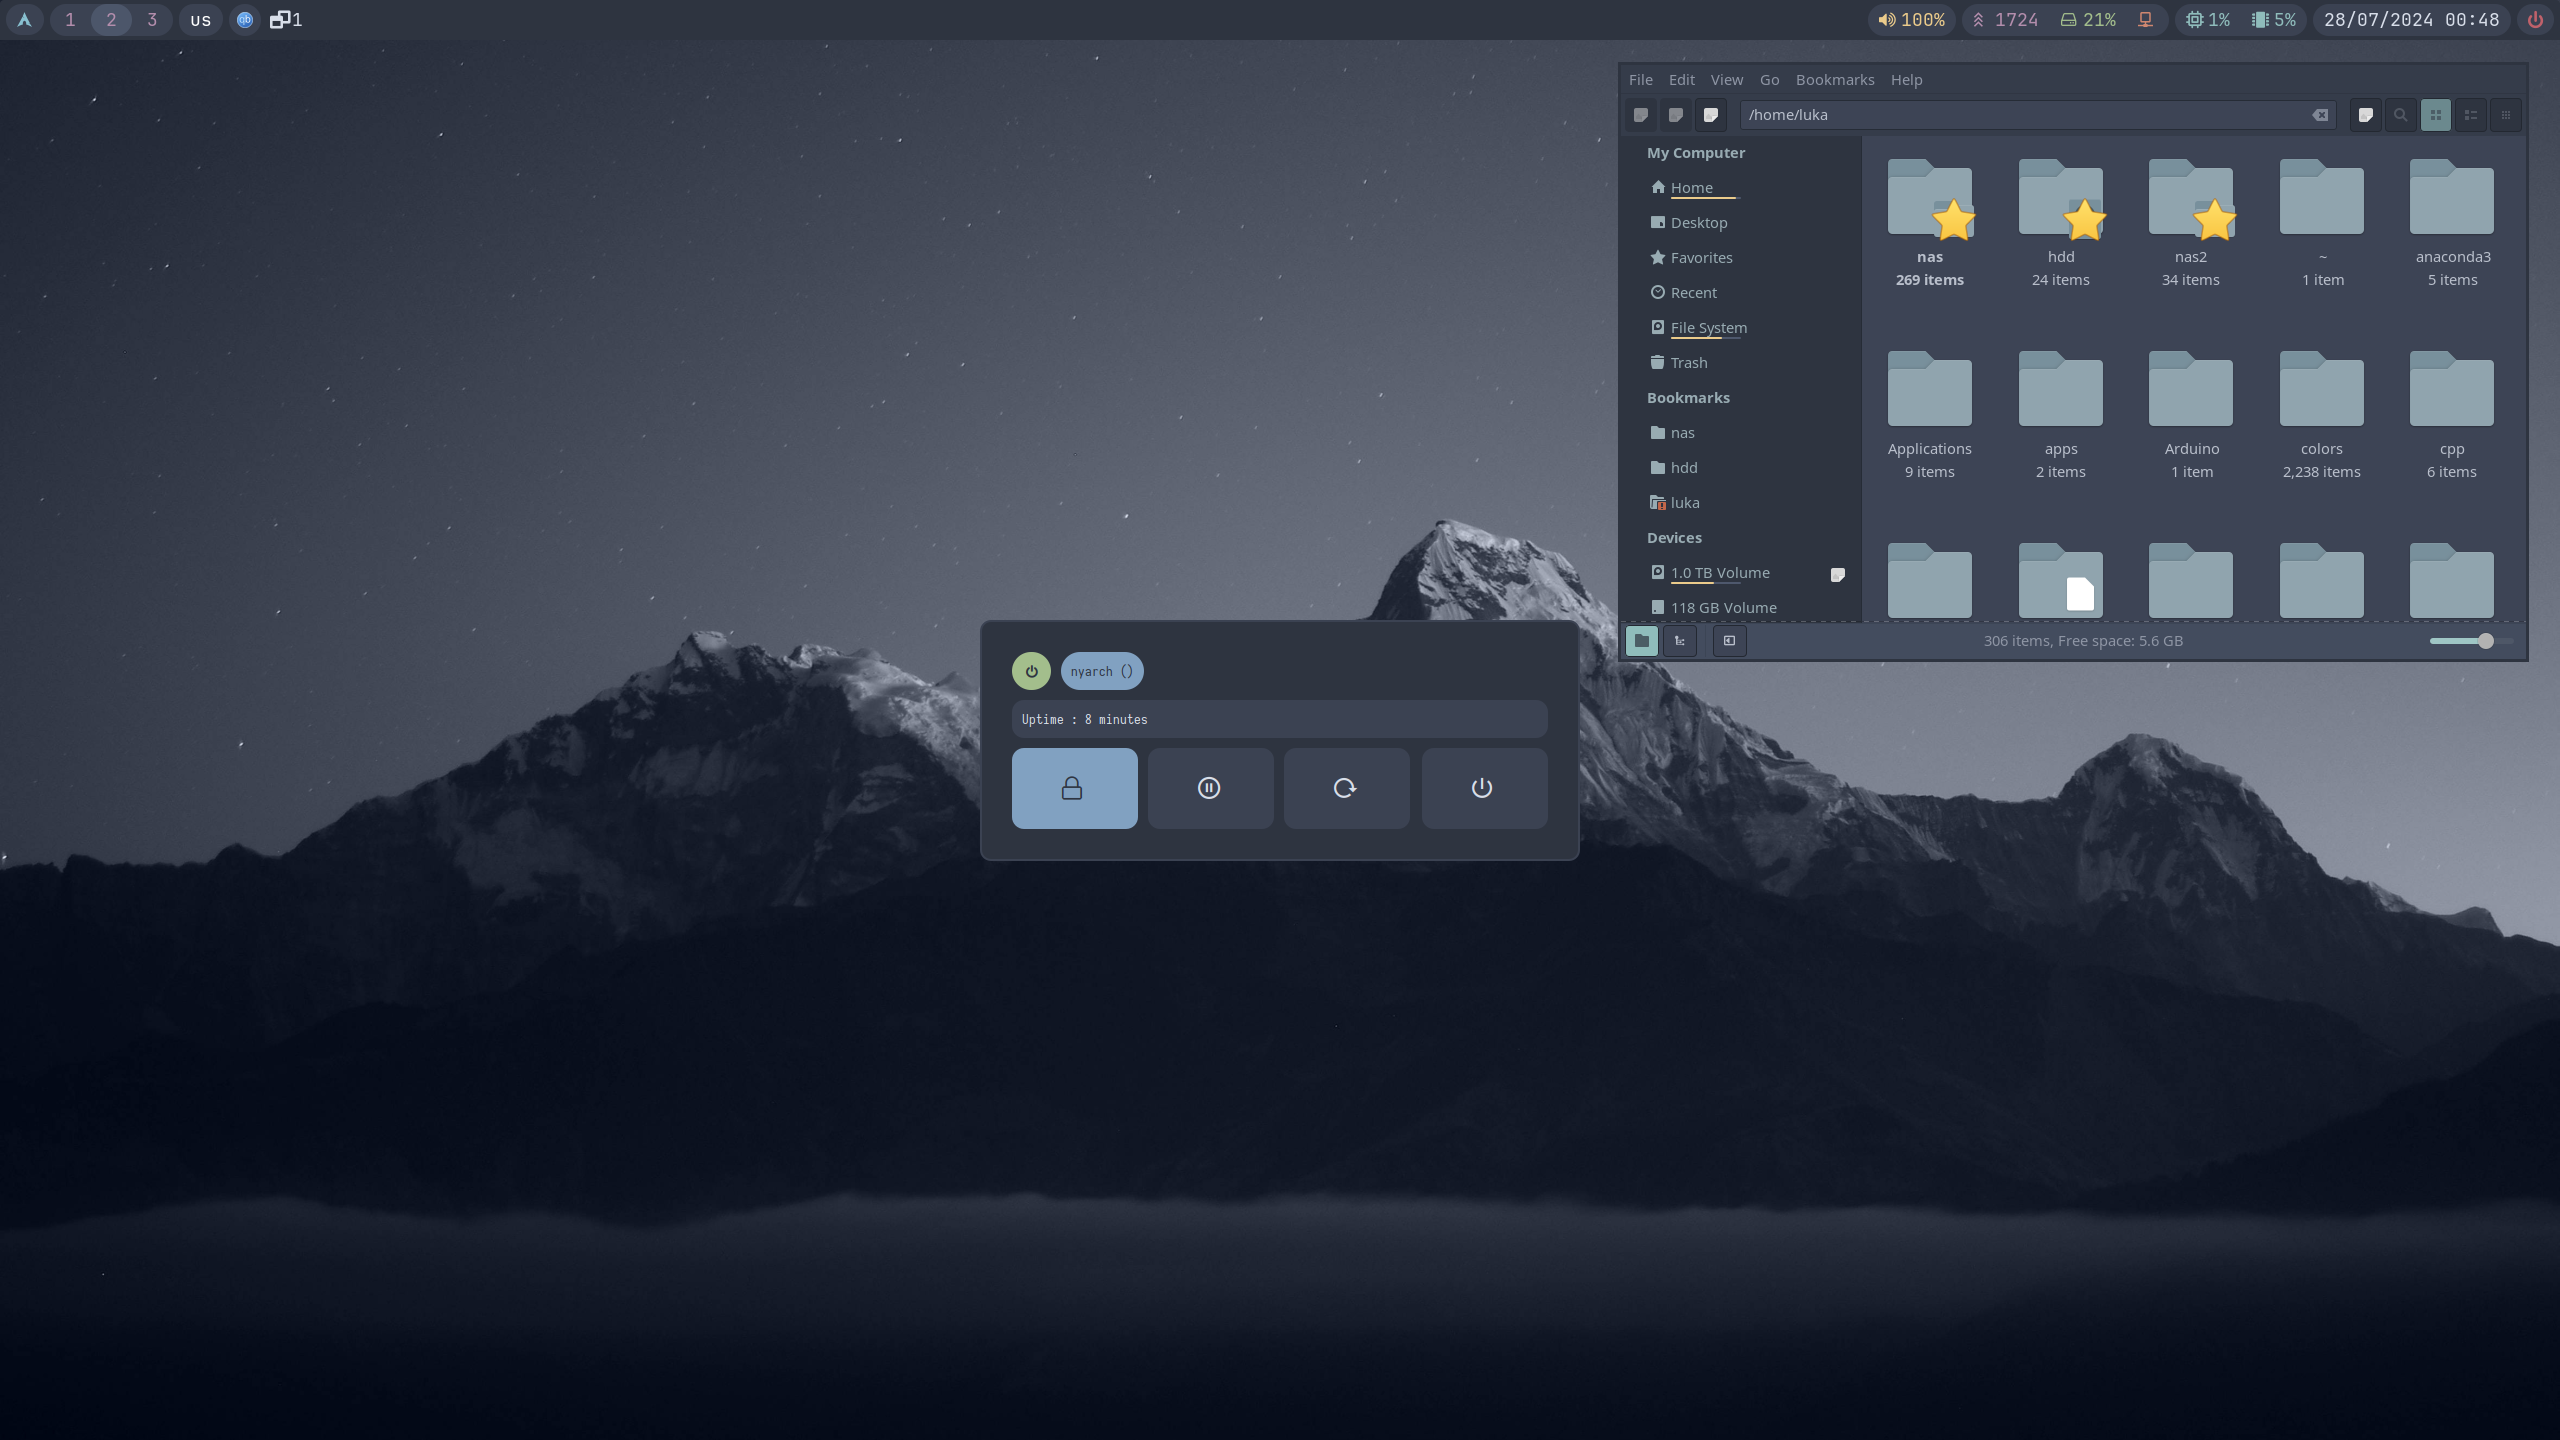 1 2 3 us qb 1 100% 1724 21% 1% 5% 28/07/2024 00:48
File Edit View Go Bookmarks Help
/home/luka
My Computer
Home
Desktop
Favorites
Recent
File System
Trash
Bookmarks
nas
hdd
luka
Devices
1.0 TB Volume
118 GB Volume
nas hdd nas2 ~ anaconda3
269 items 24 items 34 items 1 item 5 items
Applications apps Arduino colors cpp
9 items 2 items 1 item 2,238 items 6 items
306 items, Free space: 5.6 GB
nyarch ()
Uptime : 8 minutes